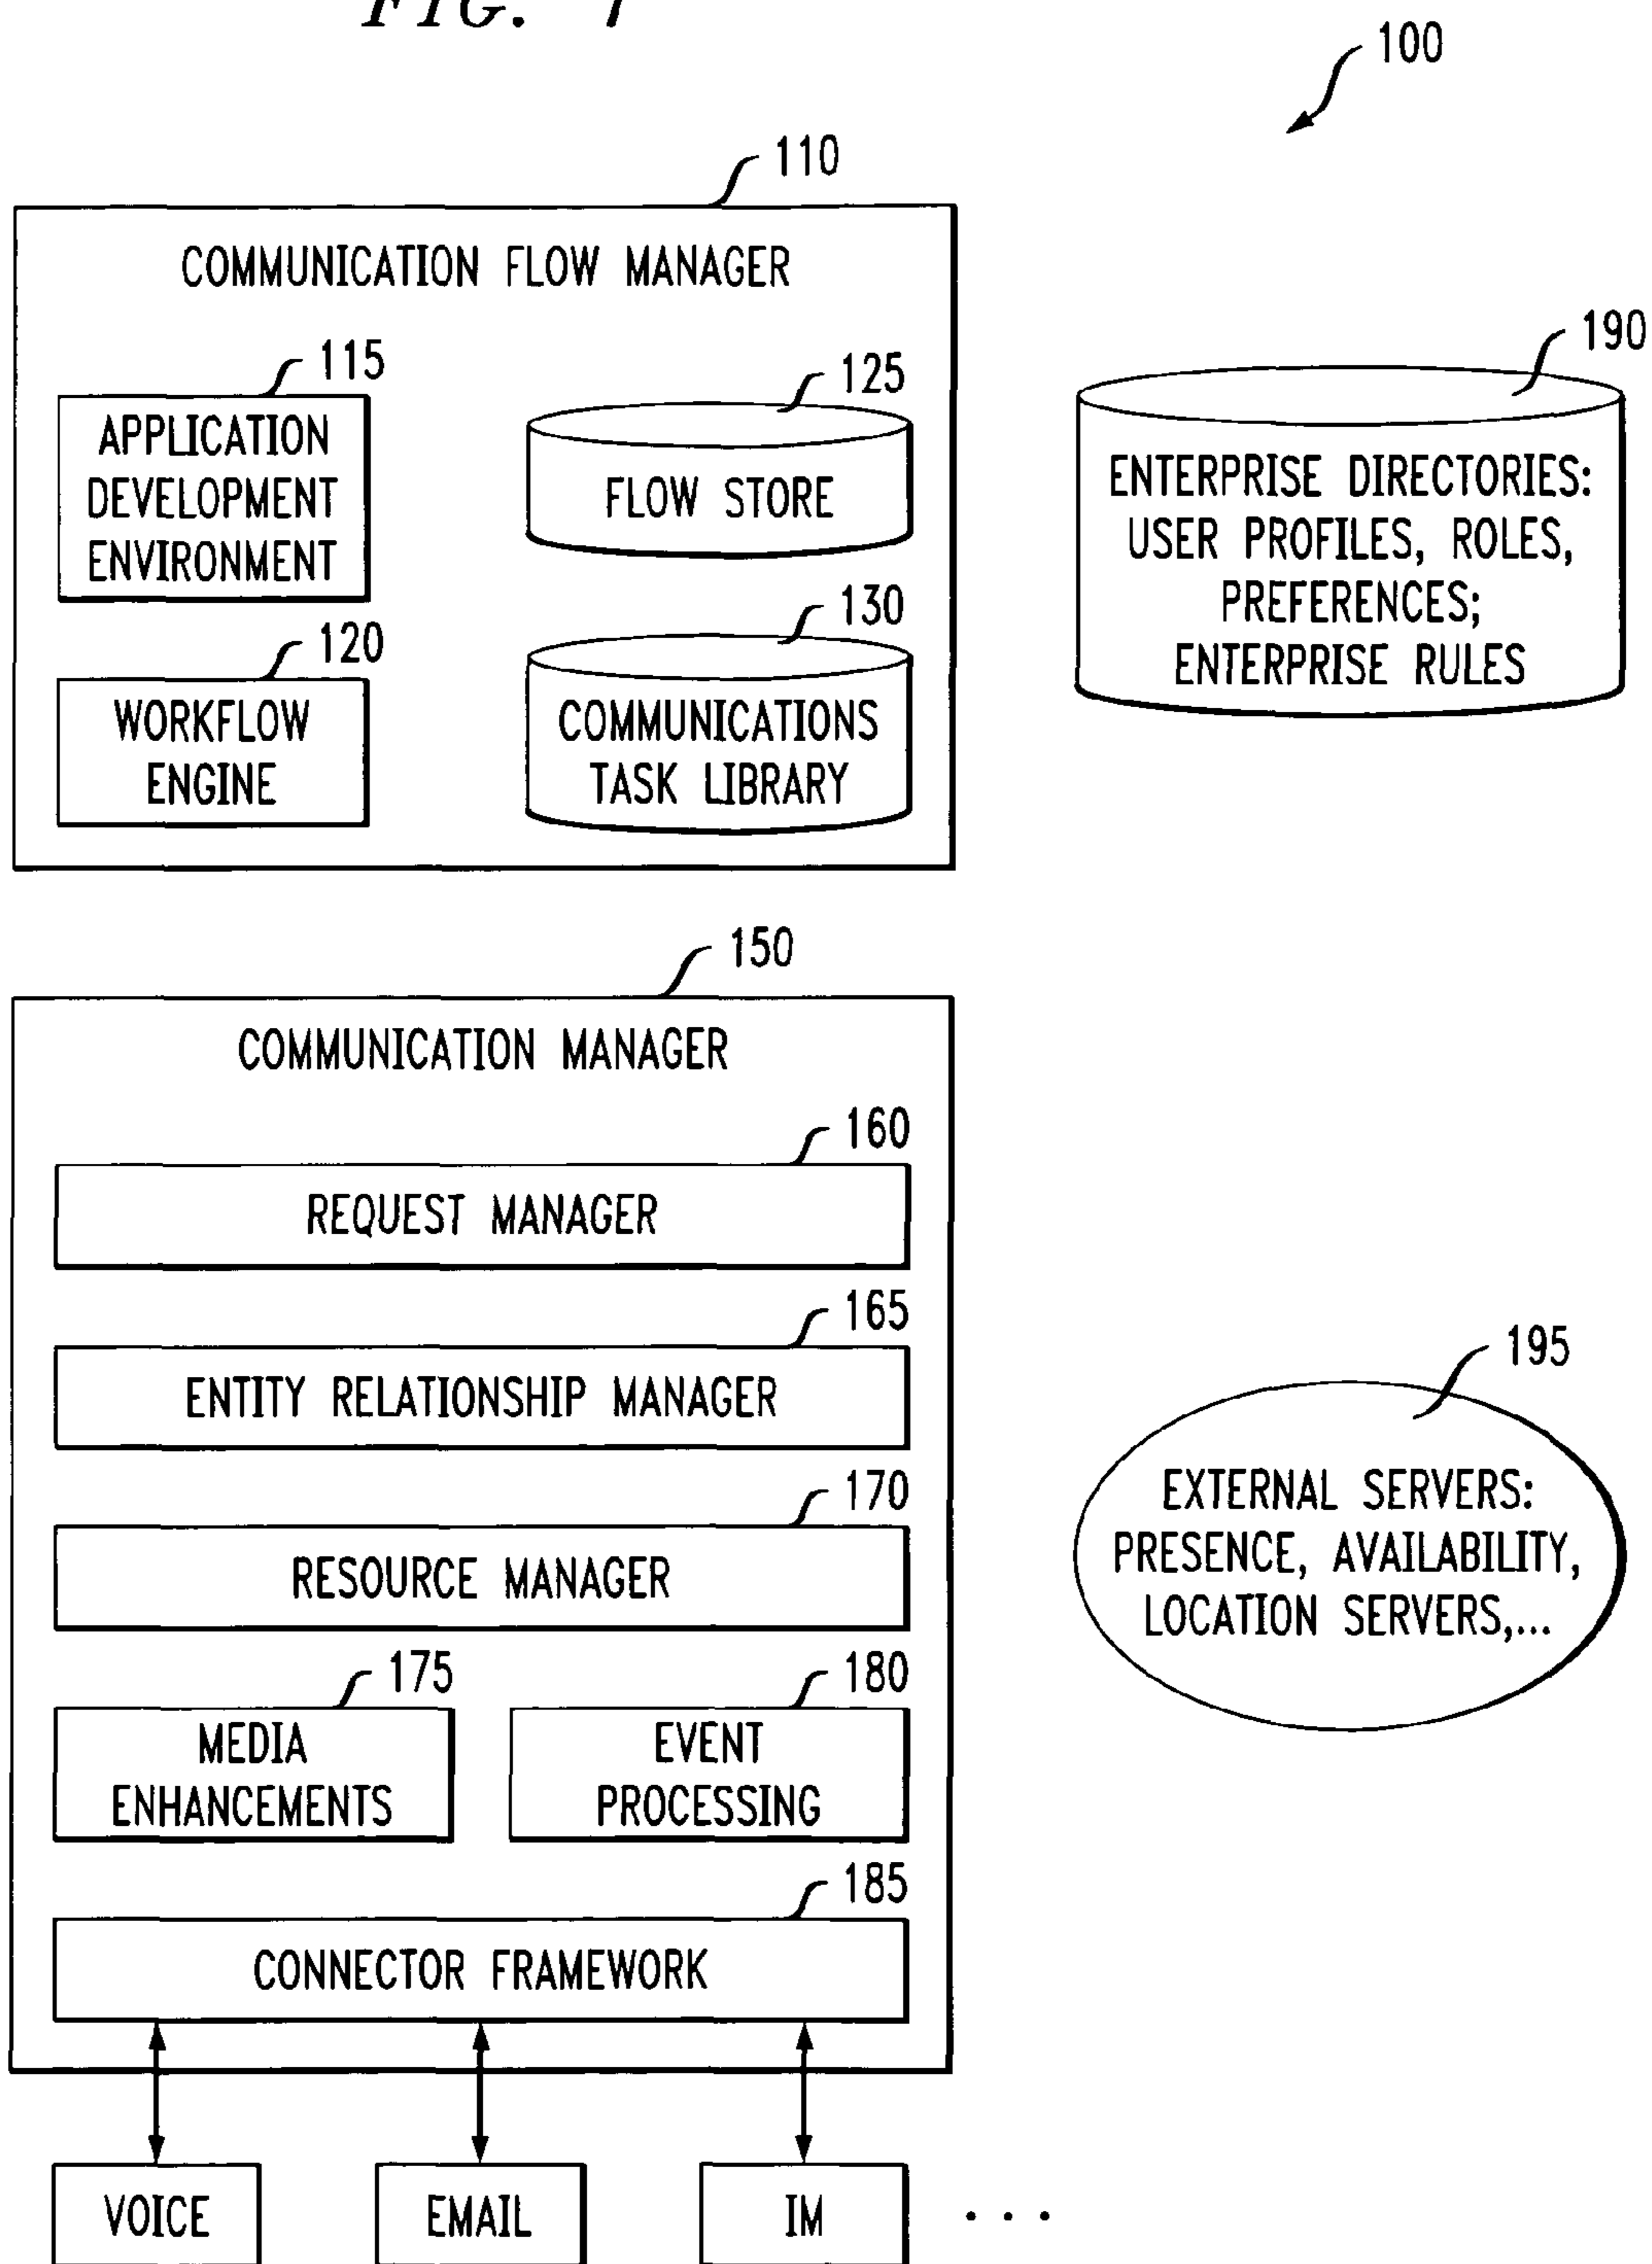 FIG. 1
100
110
COMMUNICATION FLOW MANAGER
115
APPLICATION
DEVELOPMENT
ENVIRONMENT
125
FLOW STORE
120
WORKFLOW
ENGINE
130
COMMUNICATIONS
TASK LIBRARY
190
ENTERPRISE DIRECTORIES:
USER PROFILES, ROLES,
PREFERENCES;
ENTERPRISE RULES
150
COMMUNICATION MANAGER
160
REQUEST MANAGER
165
ENTITY RELATIONSHIP MANAGER
170
RESOURCE MANAGER
175
MEDIA
ENHANCEMENTS
180
EVENT
PROCESSING
185
CONNECTOR FRAMEWORK
195
EXTERNAL SERVERS:
PRESENCE, AVAILABILITY,
LOCATION SERVERS,...
VOICE
EMAIL
IM
. . .